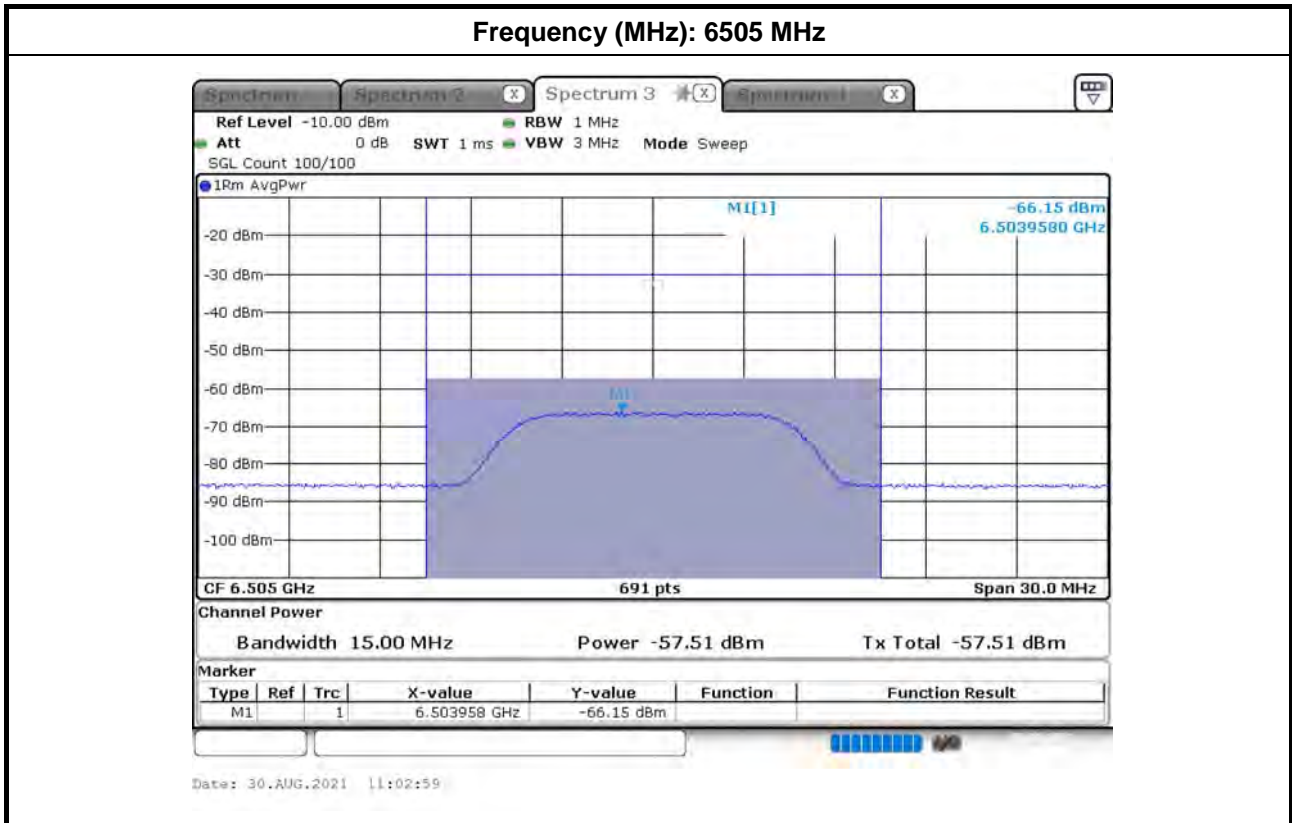 Frequency (MHz): 6505 MHz
Spectrum Spectrum 2 X Spectrum 3 X X
Ref Level -10.00 dBm RBW 1 MHz
Att 0 dB SWT 1 ms VBW 3 MHz Mode Sweep
SGL Count 100/100
1Rm AvgPwr
M1[1] -66.15 dBm
6.5039580 GHz
-20 dBm
-30 dBm
-40 dBm
-50 dBm
-60 dBm
M1
-70 dBm
-80 dBm
-90 dBm
-100 dBm
CF 6.505 GHz 691 pts Span 30.0 MHz
Channel Power
Bandwidth 15.00 MHz Power -57.51 dBm Tx Total -57.51 dBm
Marker
Type Ref Trc X-value Y-value Function Function Result
M1 1 6.503958 GHz -66.15 dBm
Date: 30.AUG.2021 11:02:59